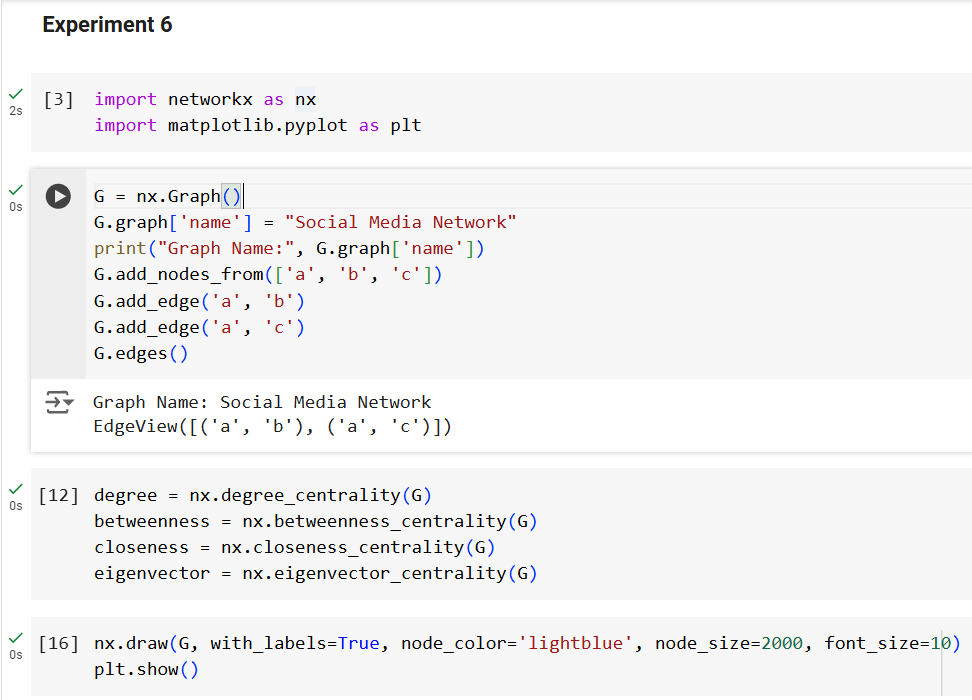 Experiment 6
2s
[3] import networkx as nx
import matplotlib.pyplot as plt
0s
G = nx.Graph()
G.graph['name'] = "Social Media Network"
print("Graph Name:", G.graph['name'])
G.add_nodes_from(['a', 'b', 'c'])
G.add_edge('a', 'b')
G.add_edge('a', 'c')
G.edges()
Graph Name: Social Media Network
EdgeView([('a', 'b'), ('a', 'c')])
0s
[12] degree = nx.degree_centrality(G)
betweenness = nx.betweenness_centrality(G)
closeness = nx.closeness_centrality(G)
eigenvector = nx.eigenvector_centrality(G)
0s
[16] nx.draw(G, with_labels=True, node_color='lightblue', node_size=2000, font_size=10)
plt.show()